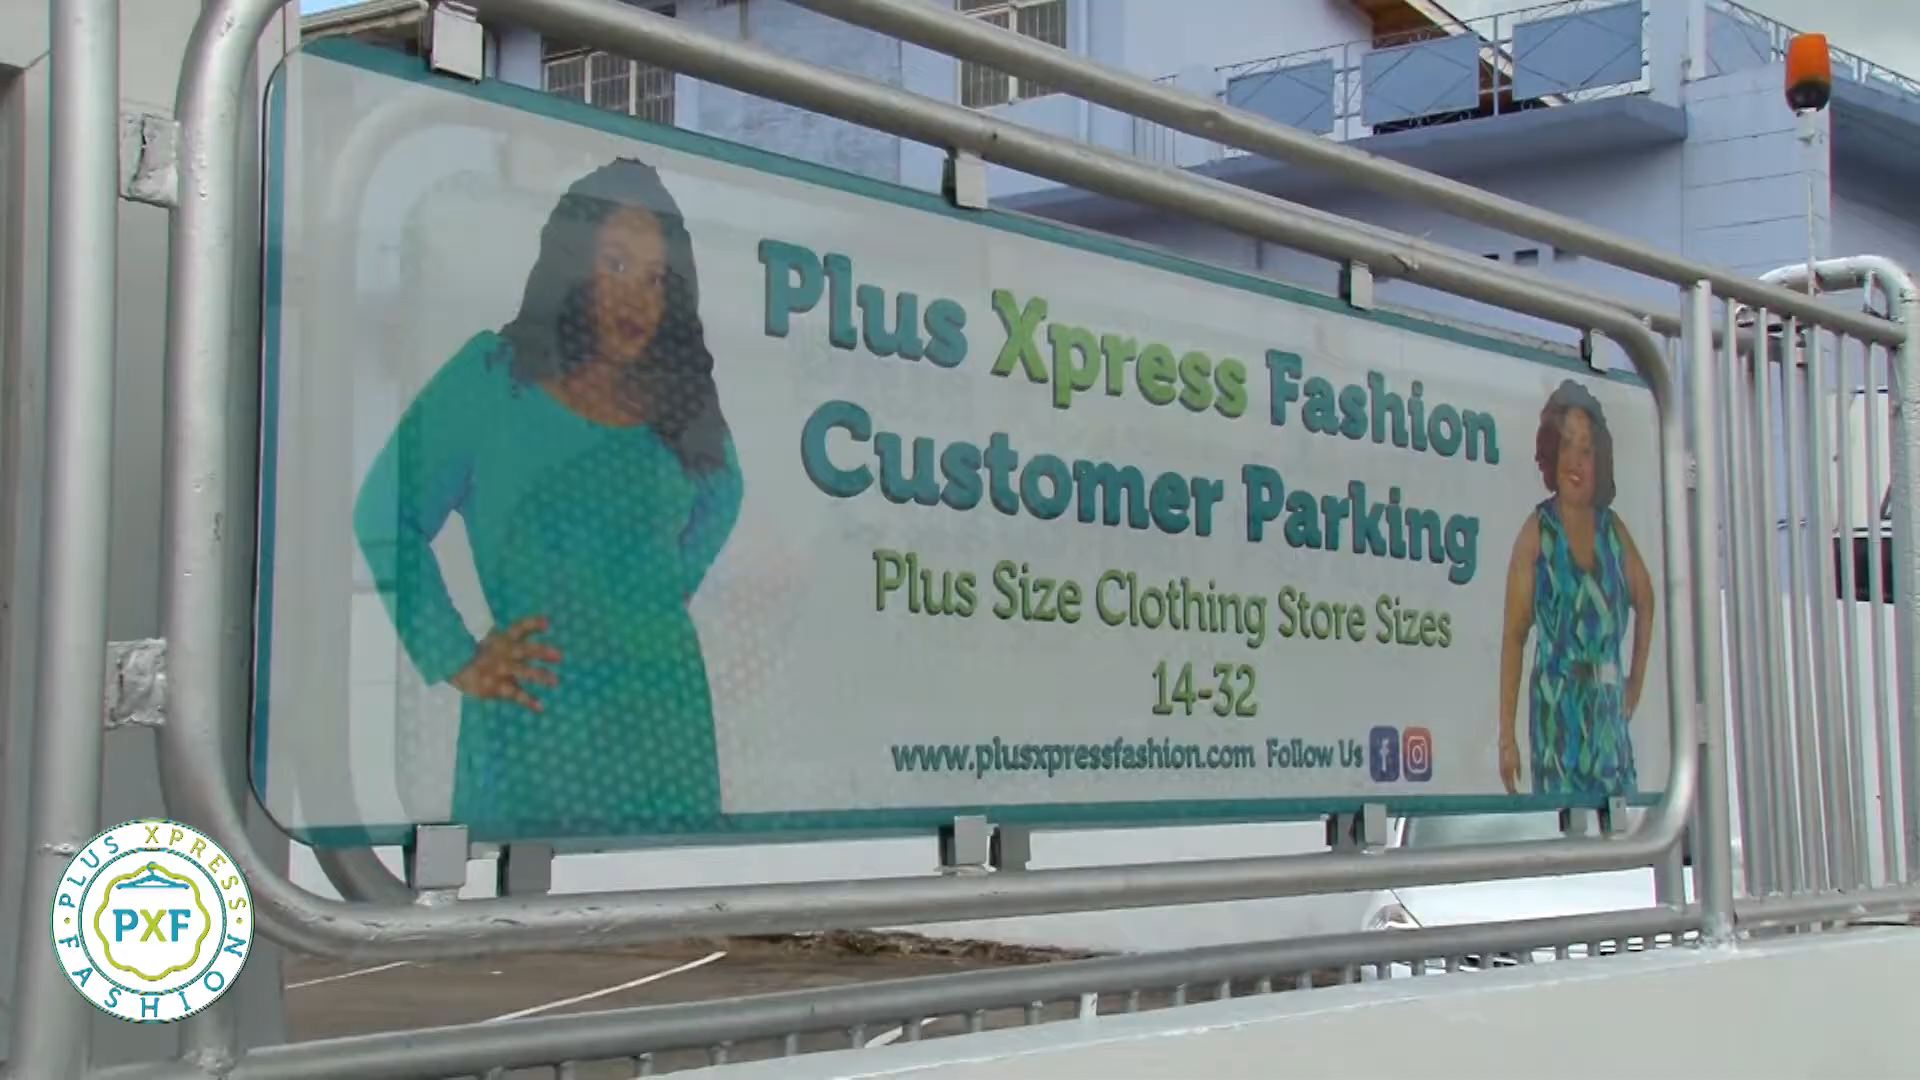 Plus Xpress Fashion
Customer Parking
Plus Size Clothing Store Sizes
14-32
www.plusxpressfashion.com Follow Us
PLUS XPRESS
PXF
FASHION